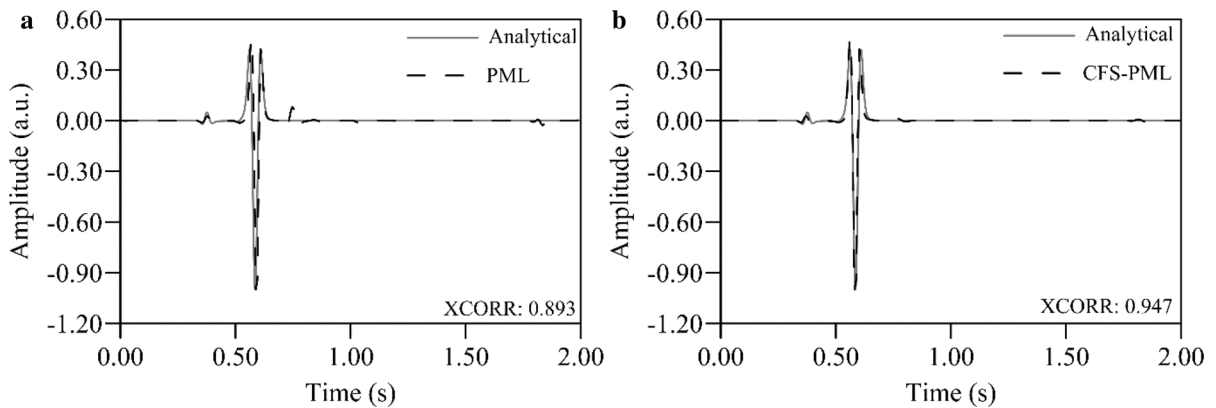 a
0.60
0.30
0.00
-0.30
-0.60
-0.90
-1.20
Amplitude (a.u.)
Analytical
PML
XCORR: 0.893
0.00 0.50 1.00 1.50 2.00
Time (s)
b
0.60
0.30
0.00
-0.30
-0.60
-0.90
-1.20
Amplitude (a.u.)
Analytical
CFS-PML
XCORR: 0.947
0.00 0.50 1.00 1.50 2.00
Time (s)